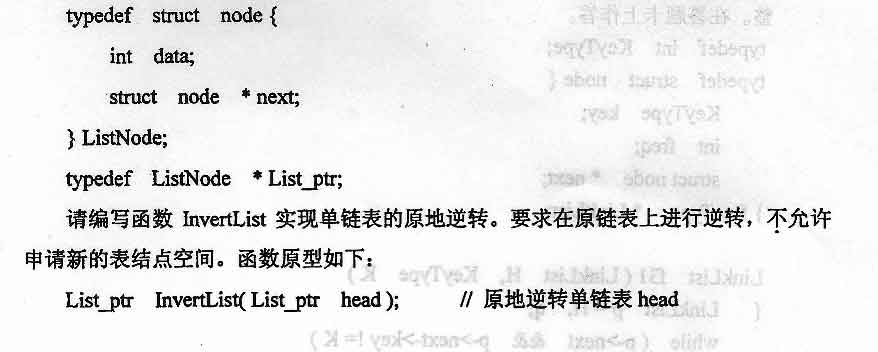 typedef struct node {
int data;
struct node * next;
} ListNode;
typedef ListNode * List_ptr;
请编写函数 InvertList 实现单链表的原地逆转。要求在原链表上进行逆转，不允许
申请新的表结点空间。函数原型如下：
List_ptr InvertList( List_ptr head ); // 原地逆转单链表 head